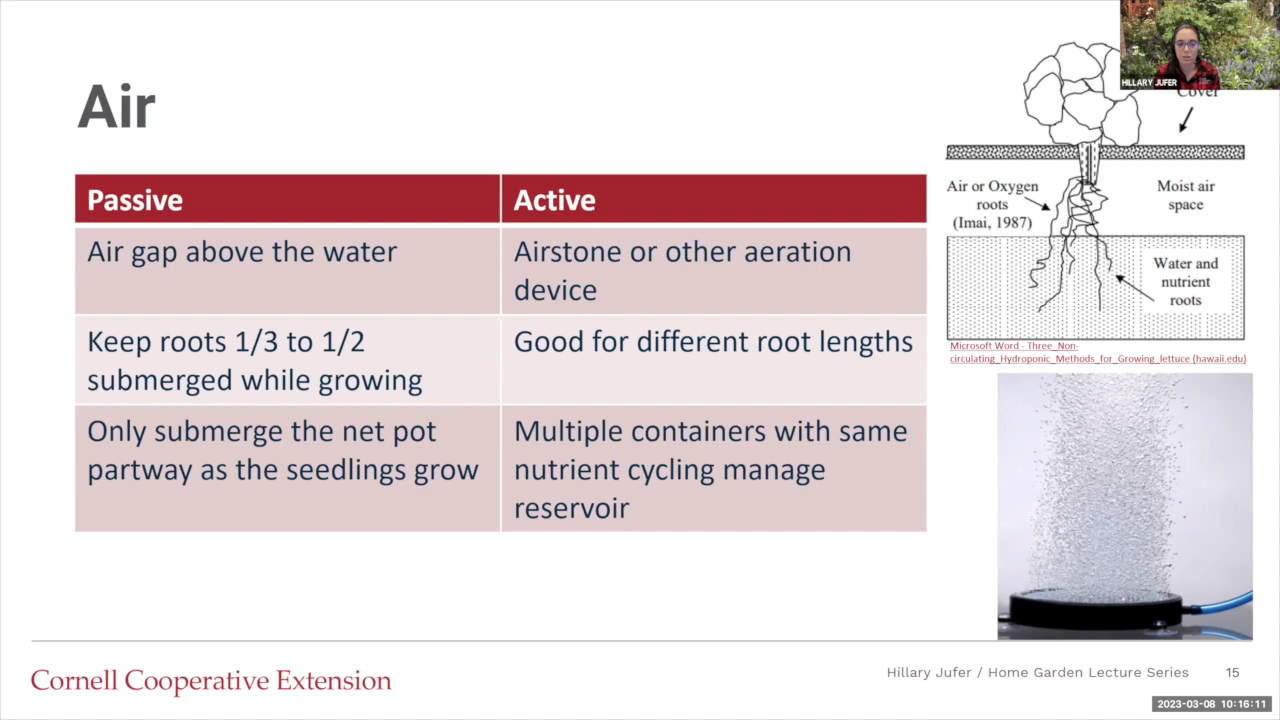 HILLARY JUFER
Air
Passive
Active
Air gap above the water
Airstone or other aeration
device
Keep roots 1/3 to 1/2
submerged while growing
Good for different root lengths
Only submerge the net pot
partway as the seedlings grow
Multiple containers with same
nutrient cycling manage
reservoir
Cover
Air or Oxygen
roots
(Imai, 1987)
Moist air
space
Water and
nutrient
roots
Microsoft Word - Three_Non-
circulating_Hydroponic_Methods_for_Growing_lettuce (hawaii.edu)
Cornell Cooperative Extension
Hillary Jufer / Home Garden Lecture Series
15
2023-03-08 10:16:11